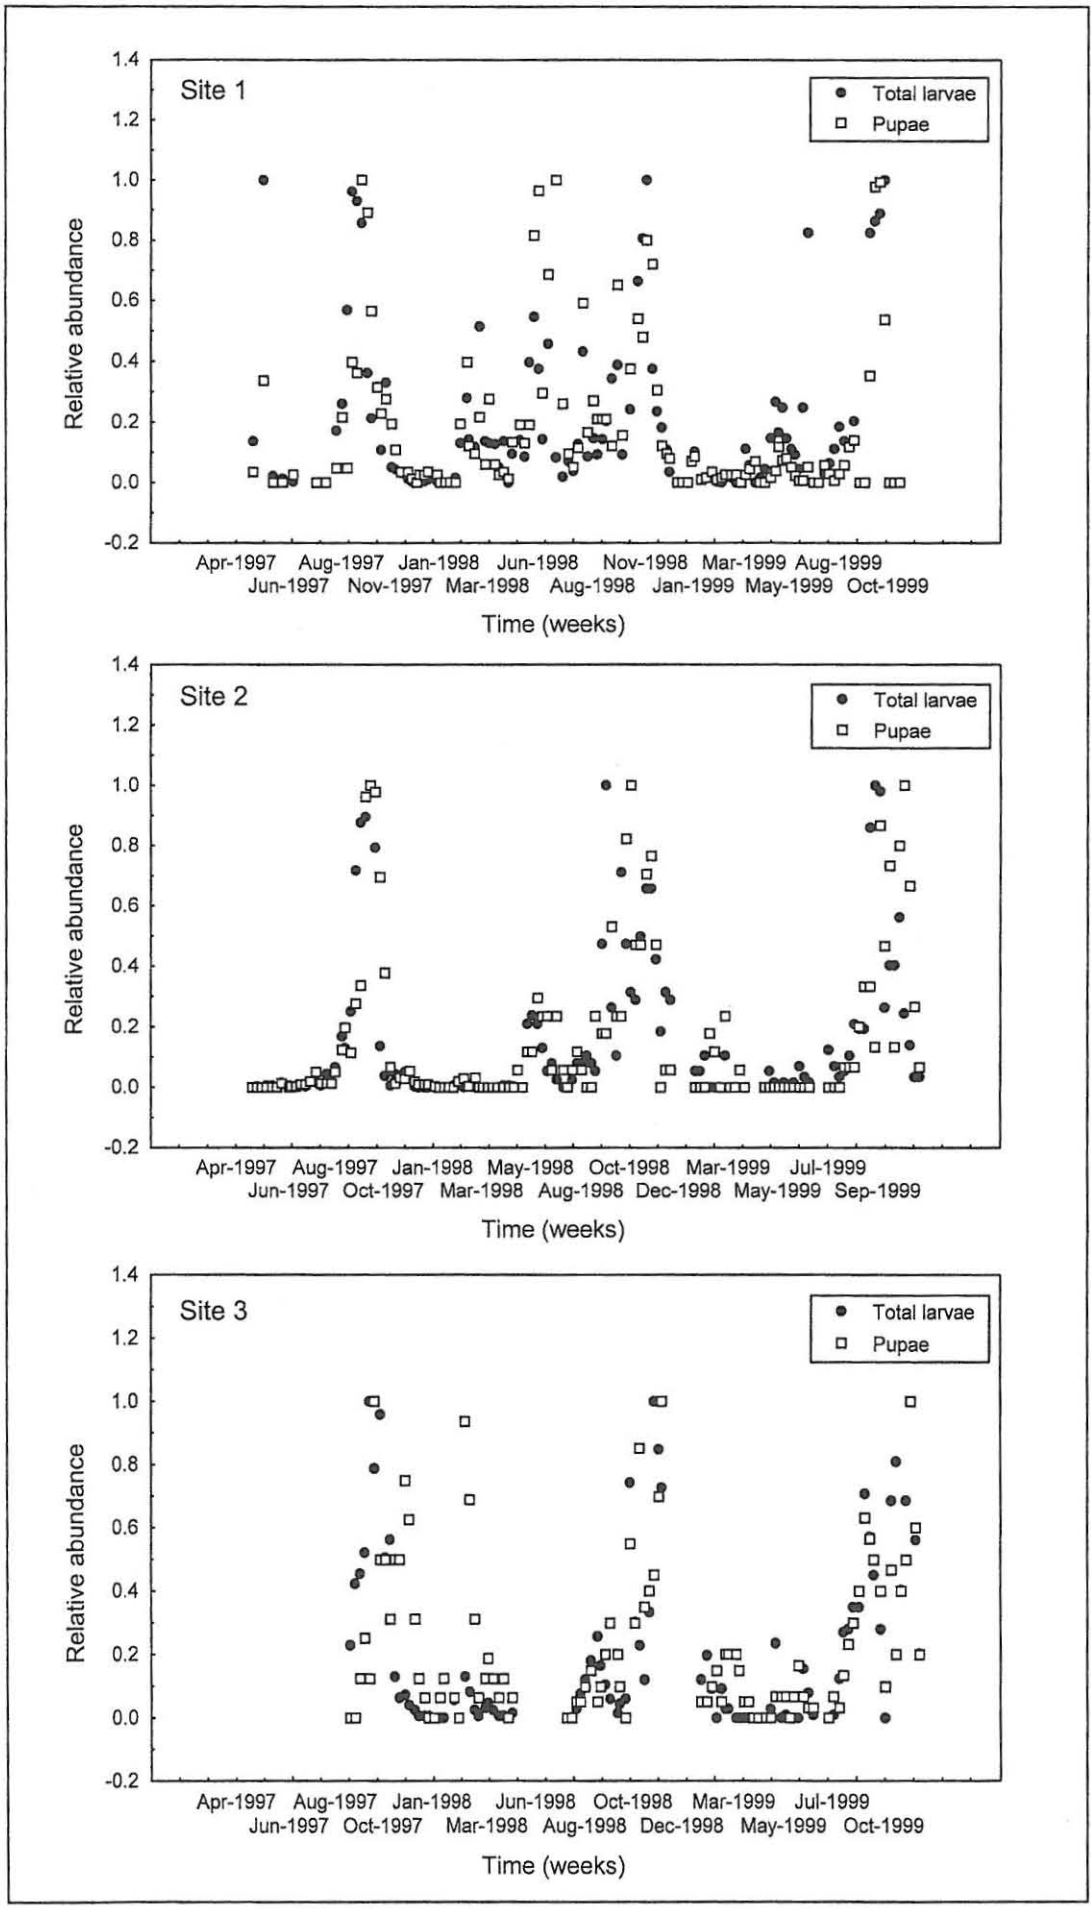 1.4
Site 1
Total larvae
Pupae
1.2
1.0
0.8
0.6
0.4
0.2
0.0
-0.2
Relative abundance
Apr-1997 Aug-1997 Jan-1998 Jun-1998 Nov-1998 Mar-1999 Aug-1999
Jun-1997 Nov-1997 Mar-1998 Aug-1998 Jan-1999 May-1999 Oct-1999
Time (weeks)
1.4
Site 2
Total larvae
Pupae
1.2
1.0
0.8
0.6
0.4
0.2
0.0
-0.2
Relative abundance
Apr-1997 Aug-1997 Jan-1998 May-1998 Oct-1998 Mar-1999 Jul-1999
Jun-1997 Oct-1997 Mar-1998 Aug-1998 Dec-1998 May-1999 Sep-1999
Time (weeks)
1.4
Site 3
Total larvae
Pupae
1.2
1.0
0.8
0.6
0.4
0.2
0.0
-0.2
Relative abundance
Apr-1997 Aug-1997 Jan-1998 Jun-1998 Oct-1998 Mar-1999 Jul-1999
Jun-1997 Oct-1997 Mar-1998 Aug-1998 Dec-1998 May-1999 Oct-1999
Time (weeks)